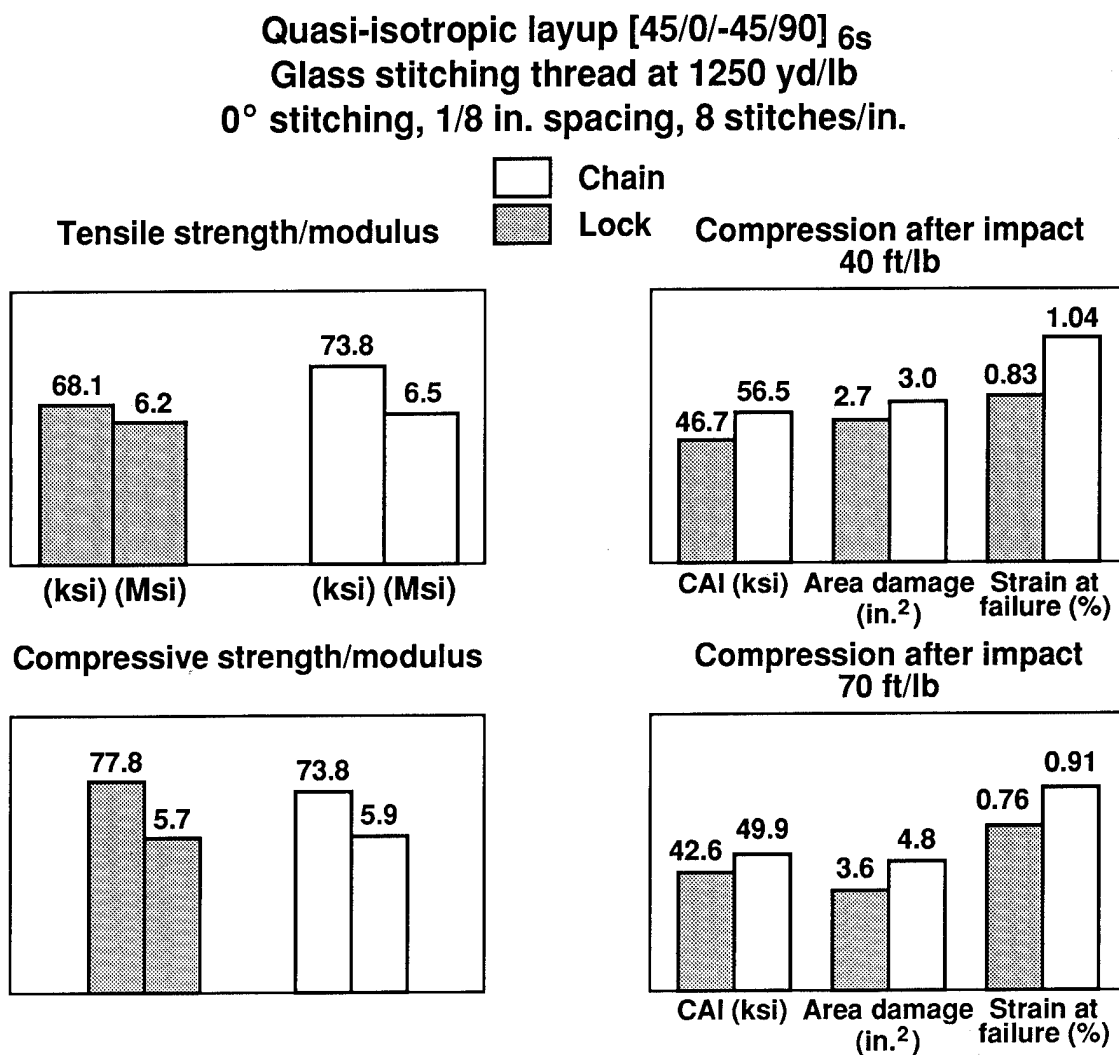 Quasi-isotropic layup [45/0/-45/90] 6s
Glass stitching thread at 1250 yd/lb
0° stitching, 1/8 in. spacing, 8 stitches/in.
Chain
Lock
Tensile strength/modulus
68.1
6.2
73.8
6.5
(ksi) (Msi)
(ksi) (Msi)
Compression after impact
40 ft/lb
46.7
56.5
2.7
3.0
0.83
1.04
CAI (ksi)
Area damage
(in.²)
Strain at
failure (%)
Compressive strength/modulus
77.8
5.7
73.8
5.9
Compression after impact
70 ft/lb
42.6
49.9
3.6
4.8
0.76
0.91
CAI (ksi)
Area damage
(in.²)
Strain at
failure (%)